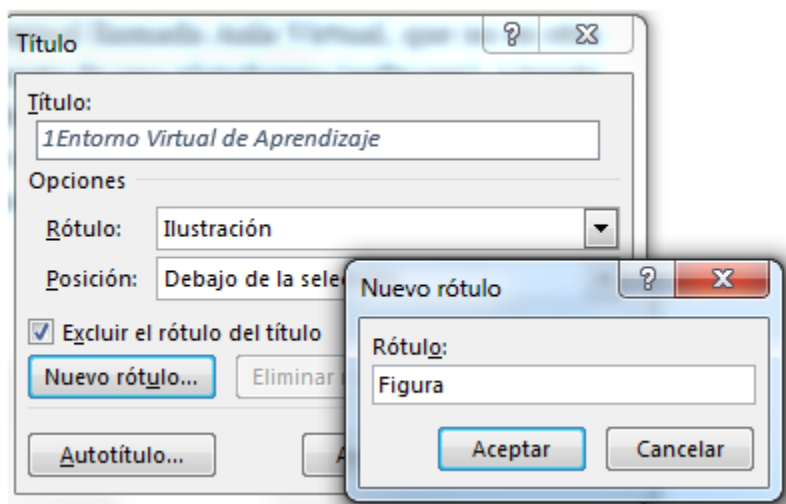 Título
Título:
1Entorno Virtual de Aprendizaje
Opciones
Rótulo: Ilustración
Posición: Debajo de la
Excluir el rótulo del título
Nuevo rótulo... Eliminar
Autotítulo...
Nuevo rótulo
Rótulo:
Figura
Aceptar Cancelar